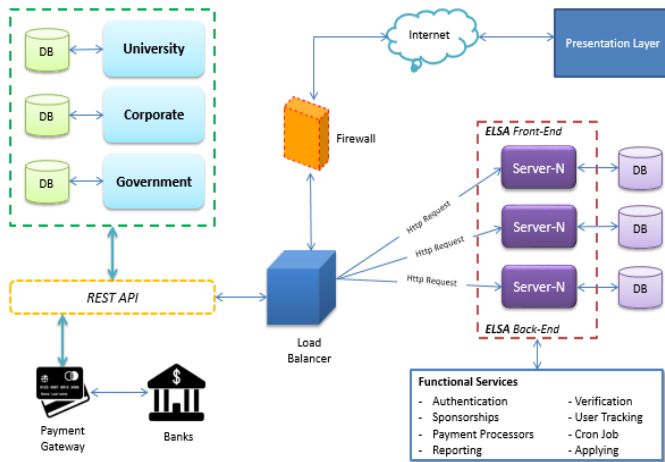 DB
University
DB
Corporate
DB
Government
Internet
Presentation Layer
Firewall
ELSA Front-End
Server-N
DB
Server-N
DB
Server-N
DB
ELSA Back-End
Http Request
Http Request
Http Request
REST API
Load
Balancer
Payment
Gateway
$
Banks
Functional Services
- Authentication
- Sponsorships
- Payment Processors
- Reporting
- Verification
- User Tracking
- Cron Job
- Applying